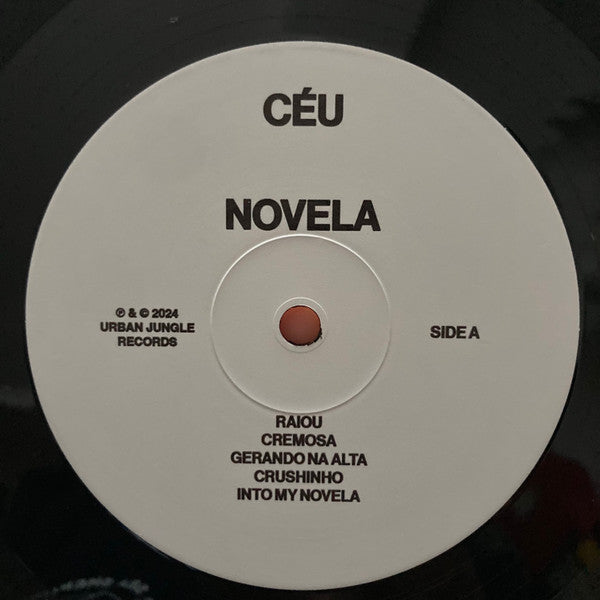 CÉU
NOVELA
℗ & © 2024
URBAN JUNGLE
RECORDS
SIDE A
RAIOU
CREMOSA
GERANDO NA ALTA
CRUSHINHO
INTO MY NOVELA